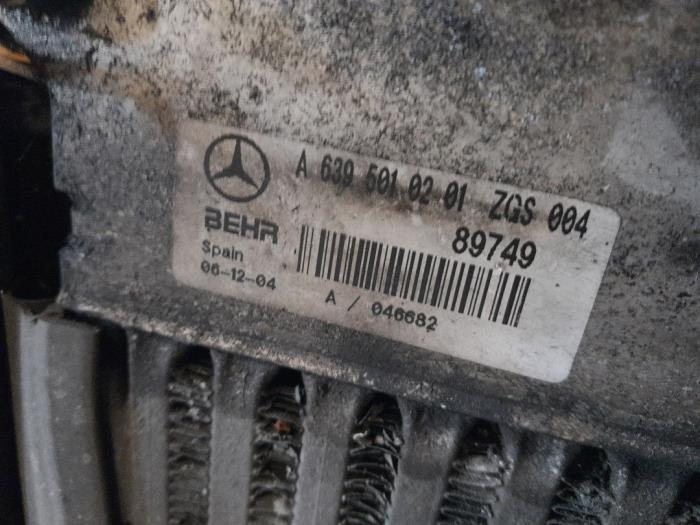 A 639 501 02 01 ZGS 004
BEHR 89749
Spain
06-12-04
A / 046682